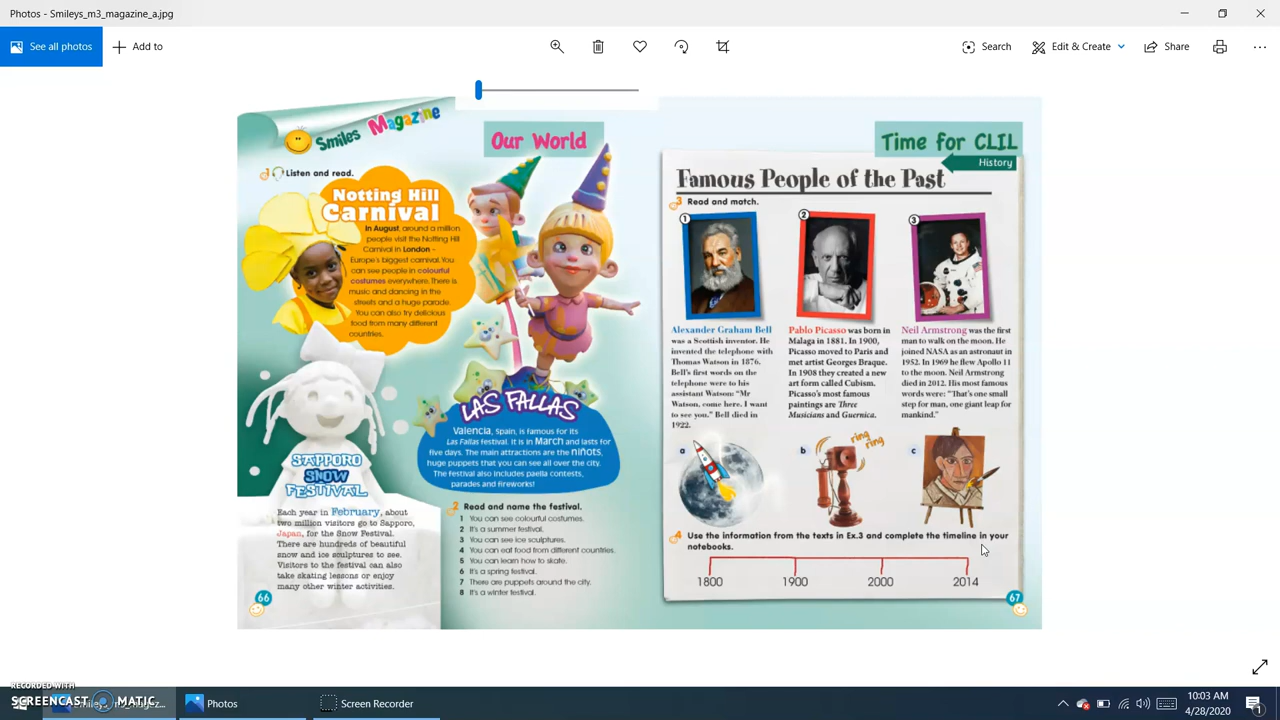 Photos - Smileys_m3_magazine_a.jpg
See all photos
Add to
Search
Edit & Create
Share
Smiles Magazine
Our World
1 Listen and read.
Notting Hill
Carnival
In August, around a million
people visit the Notting Hill
Carnival in London –
Europe's biggest carnival. You
can see people in colourful
costumes everywhere. There is
music and dancing in the
streets and a huge parade.
You can also try delicious
food from many different
countries.
LAS FALLAS
Valencia, Spain, is famous for its
Las Fallas festival. It is in March and lasts for
five days. The main attractions are the niñots,
huge puppets that you can see all over the city.
The festival also includes paella contests,
parades and fireworks!
SAPPORO
SNOW
FESTIVAL
Each year in February, about
two million visitors go to Sapporo,
Japan, for the Snow Festival.
There are hundreds of beautiful
snow and ice sculptures to see.
Visitors to the festival can also
take skating lessons or enjoy
many other winter activities.
66
2 Read and name the festival.
1 You can see colourful costumes.
2 It's a summer festival.
3 You can see ice sculptures.
4 You can eat food from different countries.
5 You can learn how to skate.
6 It's a spring festival.
7 There are puppets around the city.
8 It's a winter festival.
Time for CLIL
History
Famous People of the Past
3 Read and match.
1
2
3
Alexander Graham Bell
was a Scottish inventor. He
invented the telephone with
Thomas Watson in 1876.
Bell's first words on the
telephone were to his
assistant Watson: "Mr
Watson, come here. I want
to see you." Bell died in
1922.
Pablo Picasso was born in
Malaga in 1881. In 1900,
Picasso moved to Paris and
met artist Georges Braque.
In 1908 they created a new
art form called Cubism.
Picasso's most famous
paintings are Three
Musicians and Guernica.
Neil Armstrong was the first
man to walk on the moon. He
joined NASA as an astronaut in
1952. In 1969 he flew Apollo 11
to the moon. Neil Armstrong
died in 2012. His most famous
words were: "That's one small
step for man, one giant leap for
mankind."
a
b
ring
ring
c
4 Use the information from the texts in Ex.3 and complete the timeline in your
notebooks.
1800
1900
2000
2014
67
RECORDED WITH
SCREENCAST MATIC
Photos
Screen Recorder
10:03 AM
4/28/2020